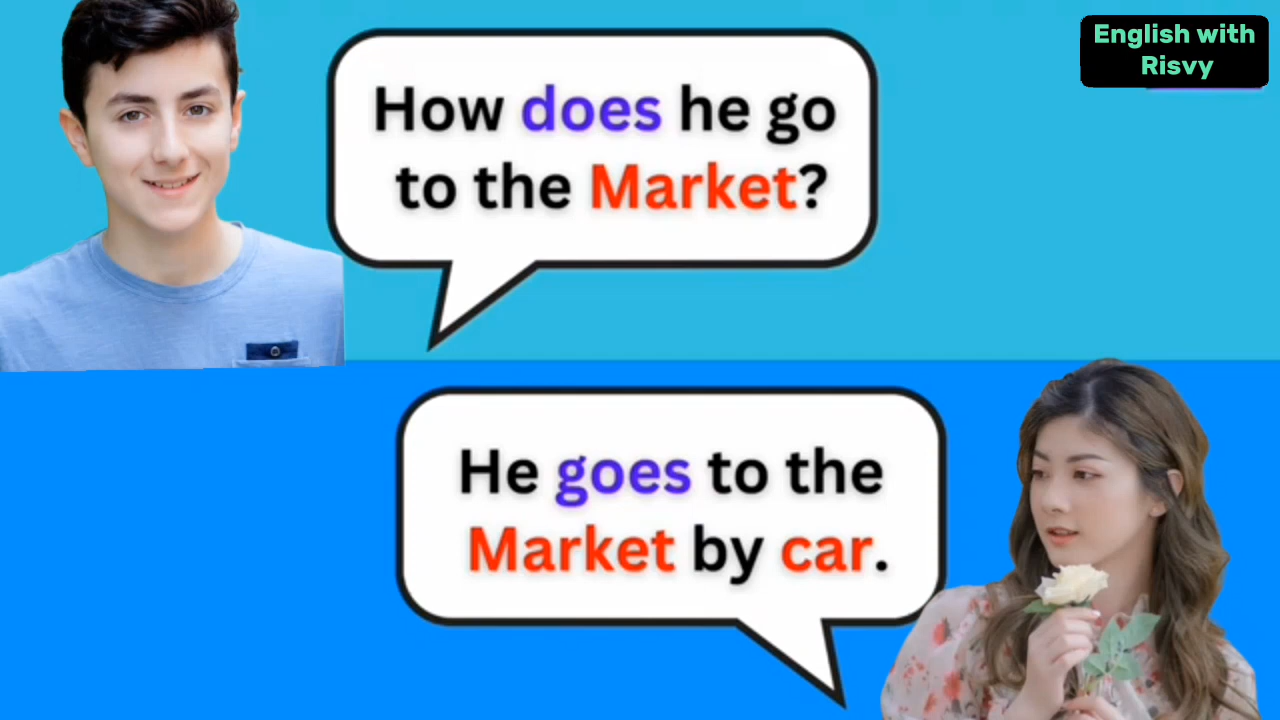 English with
Risvy
How does he go
to the Market?
He goes to the
Market by car.